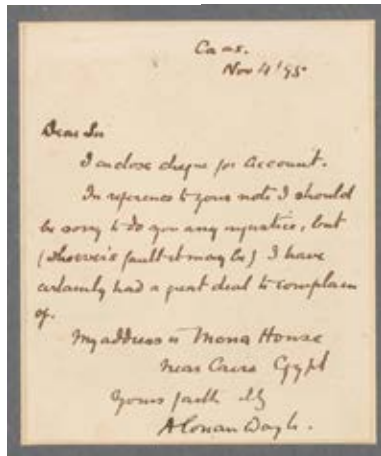 Caux.
Nov 4 '95
Dear Sir
I enclose cheque for account.
In reference to your note I should
be sorry to do you any injustice, but
(whoever's fault it may be) I have
certainly had a great deal to complain
of.
My address is Mena House
Near Cairo Egypt
Yours faithfully
A Conan Doyle.